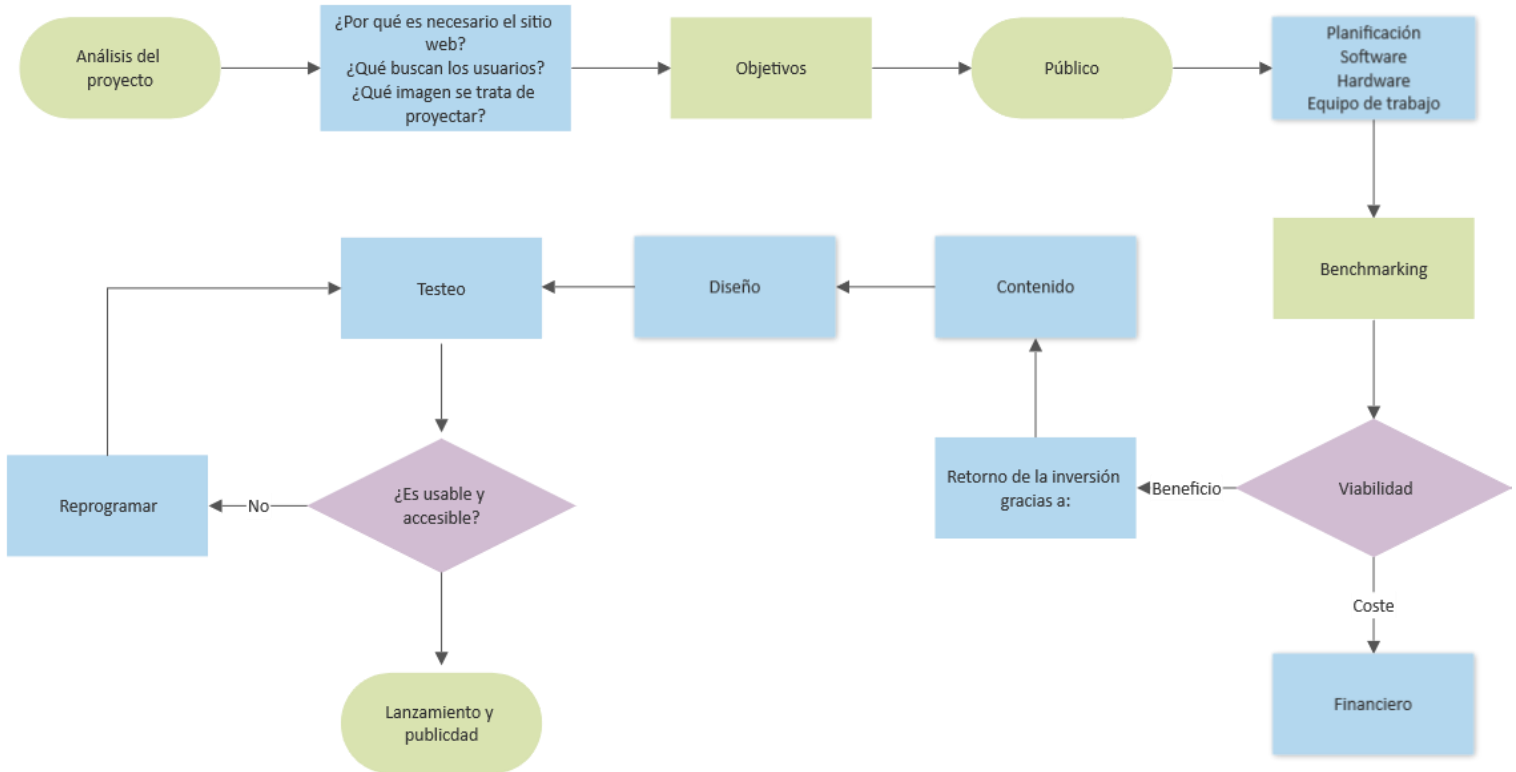 Análisis del
proyecto
¿Por qué es necesario el sitio
web?
¿Qué buscan los usuarios?
¿Qué imagen se trata de
proyectar?
Objetivos
Público
Planificación
Software
Hardware
Equipo de trabajo
Benchmarking
Viabilidad
Beneficio
Coste
Financiero
Retorno de la inversión
gracias a:
Contenido
Diseño
Testeo
¿Es usable y
accesible?
No
Reprogramar
Lanzamiento y
publicdad